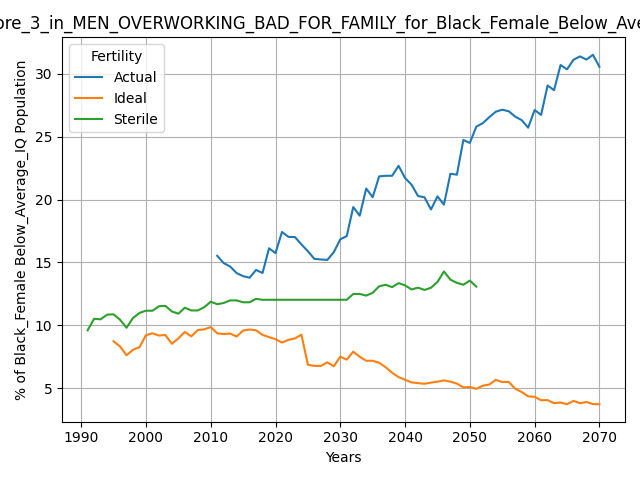 ore_3_in_MEN_OVERWORKING_BAD_FOR_FAMILY_for_Black_Female_Below_Ave
Fertility
Actual
Ideal
Sterile
% of Black_Female Below_Average_IQ Population
30
25
20
15
10
5
1990
2000
2010
2020
2030
2040
2050
2060
2070
Years